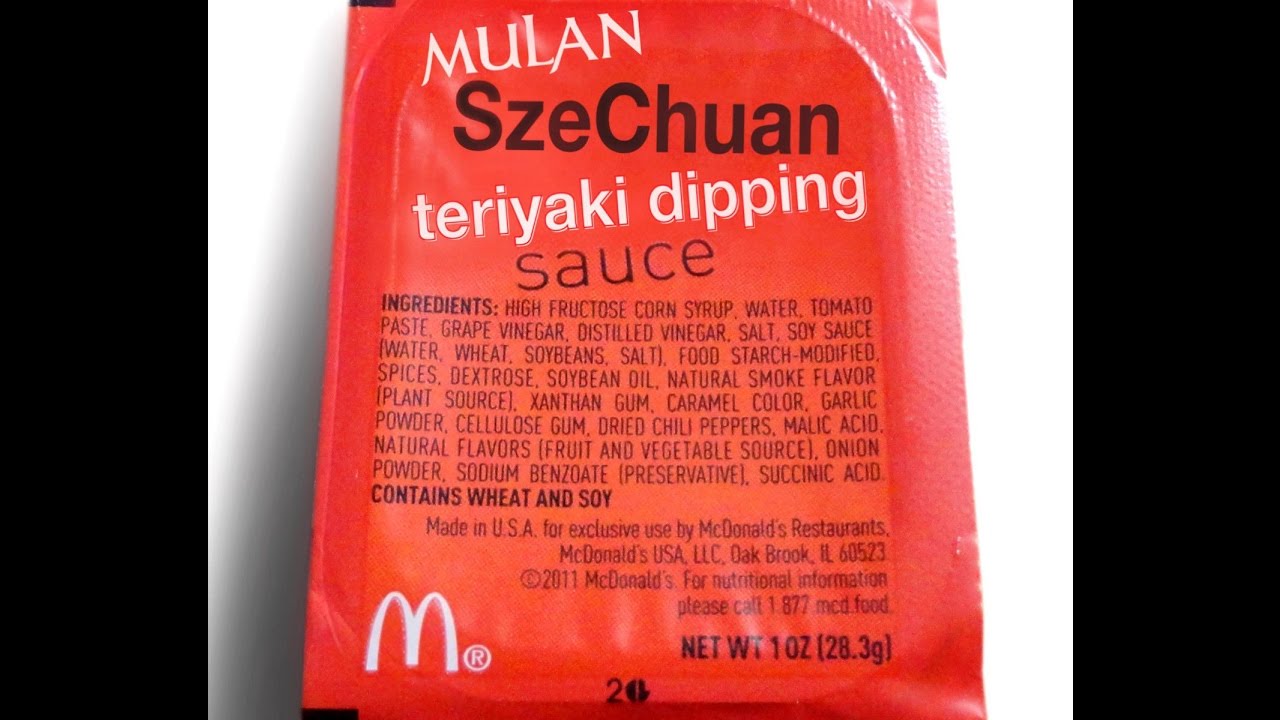 MULAN
SzeChuan
teriyaki dipping
sauce
INGREDIENTS: HIGH FRUCTOSE CORN SYRUP, WATER, TOMATO
PASTE, GRAPE VINEGAR, DISTILLED VINEGAR, SALT, SOY SAUCE
(WATER, WHEAT, SOYBEANS, SALT), FOOD STARCH-MODIFIED,
SPICES, DEXTROSE, SOYBEAN OIL, NATURAL SMOKE FLAVOR
(PLANT SOURCE), XANTHAN GUM, CARAMEL COLOR, GARLIC
POWDER, CELLULOSE GUM, DRIED CHILI PEPPERS, MALIC ACID,
NATURAL FLAVORS (FRUIT AND VEGETABLE SOURCE), ONION
POWDER, SODIUM BENZOATE (PRESERVATIVE), SUCCINIC ACID.
CONTAINS WHEAT AND SOY
Made in U.S.A. for exclusive use by McDonald's Restaurants,
McDonald's USA, LLC, Oak Brook, IL 60523
©2011 McDonald's. For nutritional information
please call 1 877 mcd.food.
M®
NET WT 1 OZ (28.3g)
2